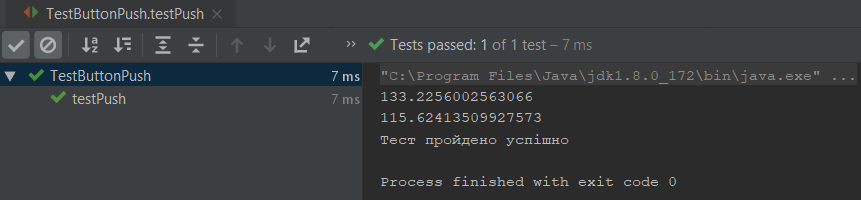 TestButtonPush.testPush
Tests passed: 1 of 1 test – 7 ms
TestButtonPush 7 ms
testPush 7 ms
"C:\Program Files\Java\jdk1.8.0_172\bin\java.exe" ...
133.2256002563066
115.62413509927573
Тест пройдено успішно
Process finished with exit code 0